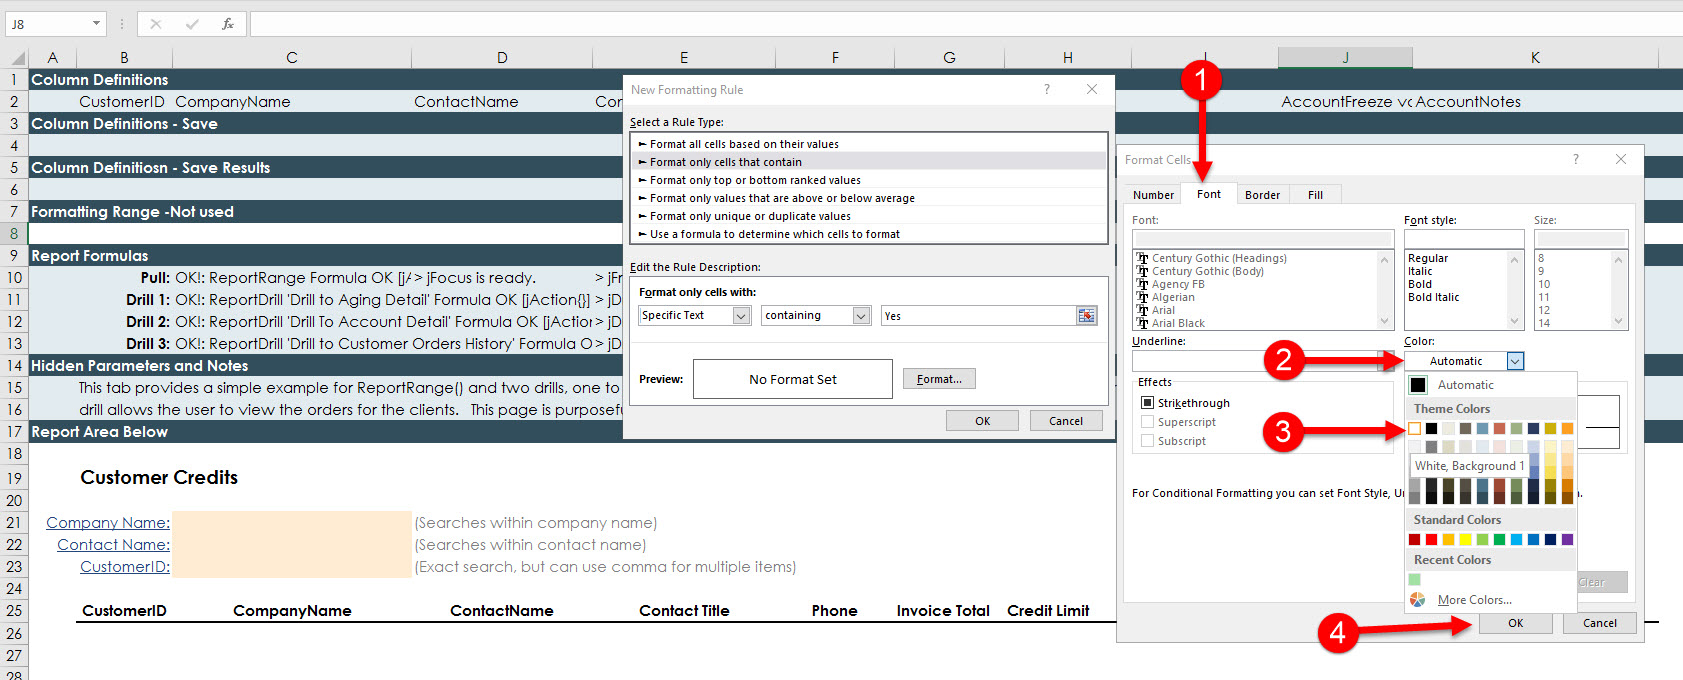 J8
fx
A B C D E F G H I J K
1 Column Definitions
2 CustomerID CompanyName ContactName Con AccountFreeze vc AccountNotes
3 Column Definitions - Save
4
5 Column Definitiosn - Save Results
6
7 Formatting Range -Not used
8
9 Report Formulas
10 Pull: OK!: ReportRange Formula OK [jA > jFocus is ready. > jFr
11 Drill 1: OK!: ReportDrill 'Drill to Aging Detail' Formula OK [jAction{}] > jD
12 Drill 2: OK!: ReportDrill 'Drill To Account Detail' Formula OK [jAction > jD
13 Drill 3: OK!: ReportDrill 'Drill to Customer Orders History' Formula O > jD
14 Hidden Parameters and Notes
15 This tab provides a simple example for ReportRange() and two drills, one to
16 drill allows the user to view the orders for the clients. This page is purposefu
17 Report Area Below
18
19 Customer Credits
20
21 Company Name: (Searches within company name)
22 Contact Name: (Searches within contact name)
23 CustomerID: (Exact search, but can use comma for multiple items)
24
25 CustomerID CompanyName ContactName Contact Title Phone Invoice Total Credit Limit
26
27
28
New Formatting Rule ?
Select a Rule Type:
► Format all cells based on their values
► Format only cells that contain
► Format only top or bottom ranked values
► Format only values that are above or below average
► Format only unique or duplicate values
► Use a formula to determine which cells to format
Edit the Rule Description:
Format only cells with:
Specific Text containing Yes
Preview: No Format Set Format...
OK Cancel
1
Format Cells ?
Number Font Border Fill
Font: Font style: Size:
Century Gothic (Headings)
Century Gothic (Body)
Agency FB
Algerian
Arial
Arial Black
Regular
Italic
Bold
Bold Italic
8
9
10
11
12
14
Underline: Color:
2
Automatic
Effects
Strikethrough
Superscript
Subscript
Automatic
Theme Colors
3
White, Background 1
For Conditional Formatting you can set Font Style, Un n.
Standard Colors
Recent Colors
Clear
More Colors...
4
OK Cancel